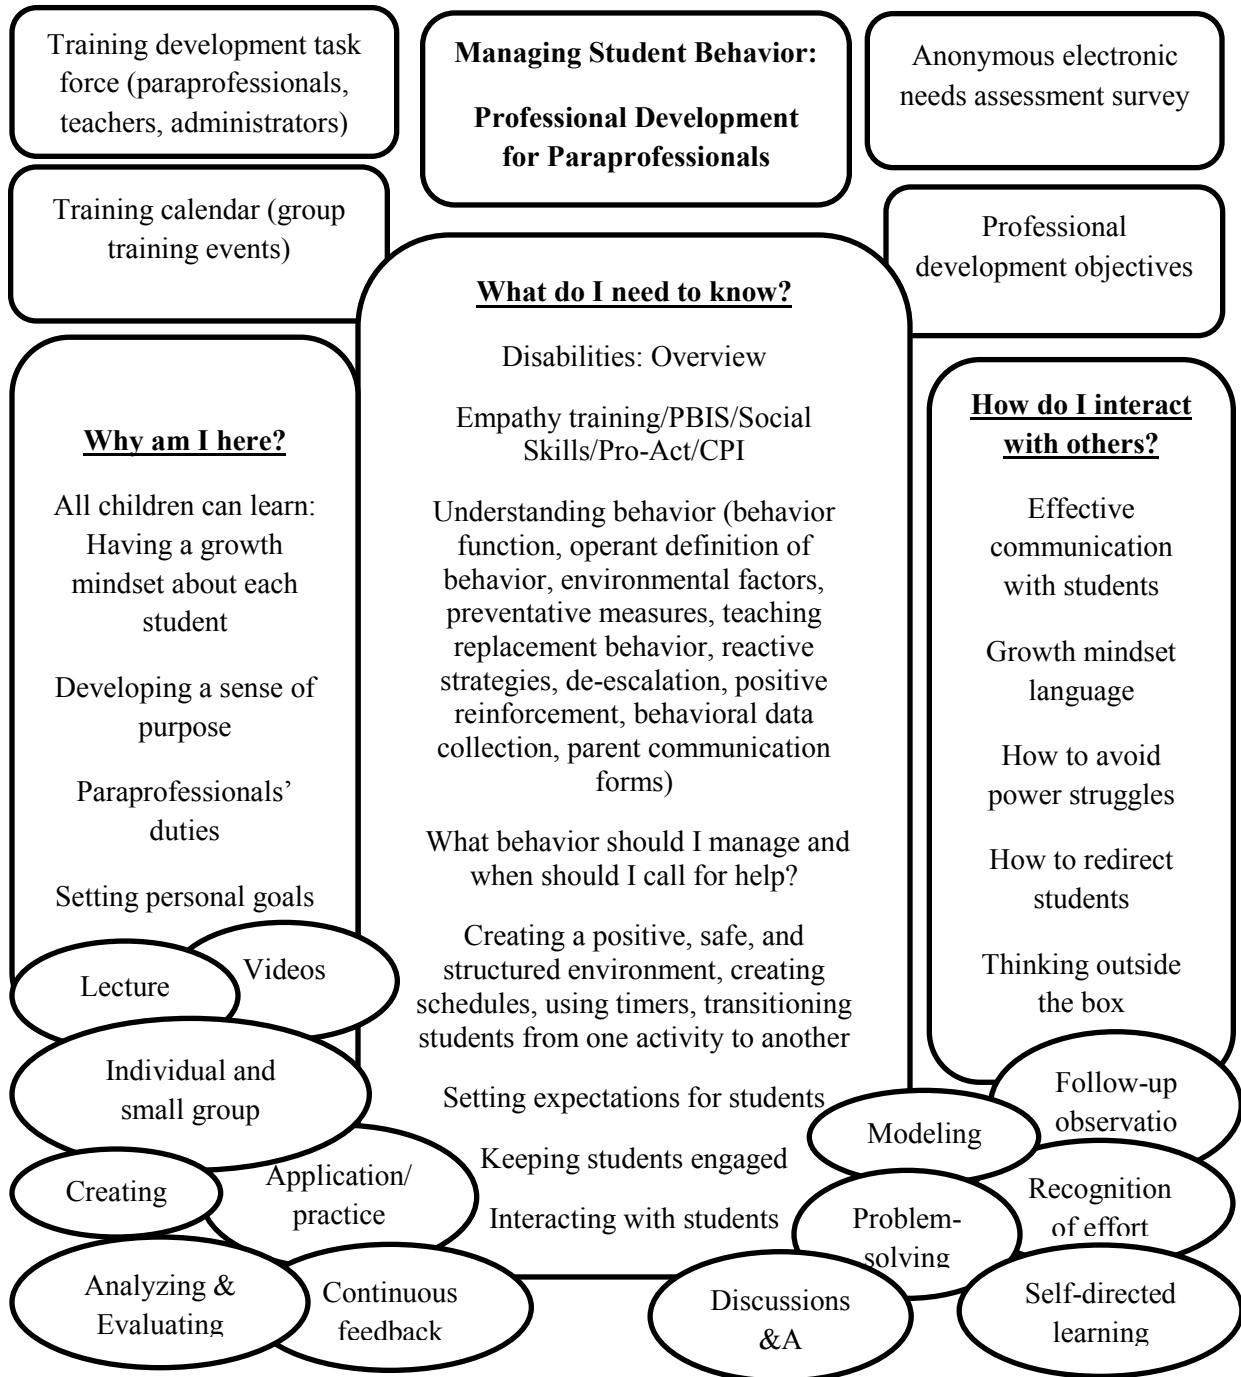 Training development task
force (paraprofessionals,
teachers, administrators)
Managing Student Behavior:
Professional Development
for Paraprofessionals
Anonymous electronic
needs assessment survey
Training calendar (group
training events)
Professional
development objectives
Why am I here?
All children can learn:
Having a growth
mindset about each
student
Developing a sense of
purpose
Paraprofessionals’
duties
Setting personal goals
What do I need to know?
Disabilities: Overview
Empathy training/PBIS/Social
Skills/Pro-Act/CPI
Understanding behavior (behavior
function, operant definition of
behavior, environmental factors,
preventative measures, teaching
replacement behavior, reactive
strategies, de-escalation, positive
reinforcement, behavioral data
collection, parent communication
forms)
What behavior should I manage and
when should I call for help?
Creating a positive, safe, and
structured environment, creating
schedules, using timers, transitioning
students from one activity to another
Setting expectations for students
Keeping students engaged
Interacting with students
How do I interact
with others?
Effective
communication
with students
Growth mindset
language
How to avoid
power struggles
How to redirect
students
Thinking outside
the box
Lecture
Videos
Individual and
small group
Creating
Application/
practice
Analyzing &
Evaluating
Continuous
feedback
Follow-up
observatio
Modeling
Recognition
of effort
Problem-
solving
Discussions
&A
Self-directed
learning